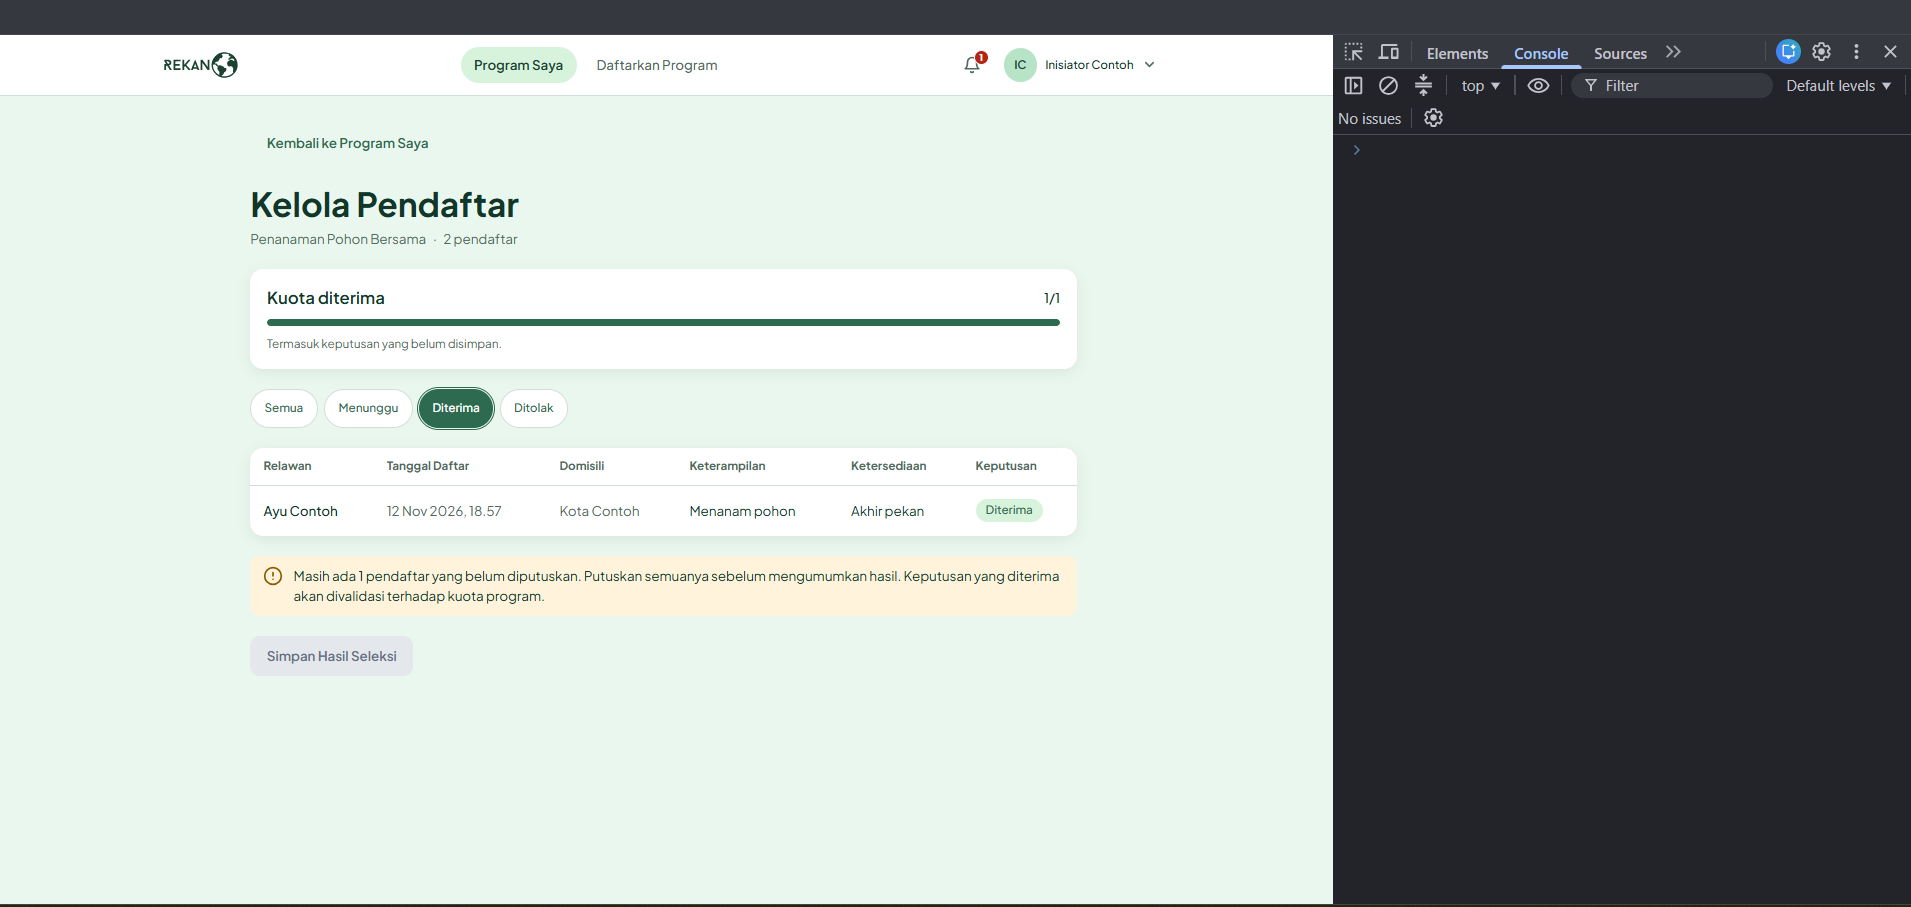 REKAN
Program Saya
Daftarkan Program
1
IC
Inisiator Contoh
Kembali ke Program Saya
Kelola Pendaftar
Penanaman Pohon Bersama · 2 pendaftar
Kuota diterima
1/1
Termasuk keputusan yang belum disimpan.
Semua
Menunggu
Diterima
Ditolak
Relawan Tanggal Daftar Domisili Keterampilan Ketersediaan Keputusan
Ayu Contoh 12 Nov 2026, 18.57 Kota Contoh Menanam pohon Akhir pekan Diterima
Masih ada 1 pendaftar yang belum diputuskan. Putuskan semuanya sebelum mengumumkan hasil. Keputusan yang diterima
akan divalidasi terhadap kuota program.
Simpan Hasil Seleksi
Elements Console Sources
top
Filter
Default levels
No issues